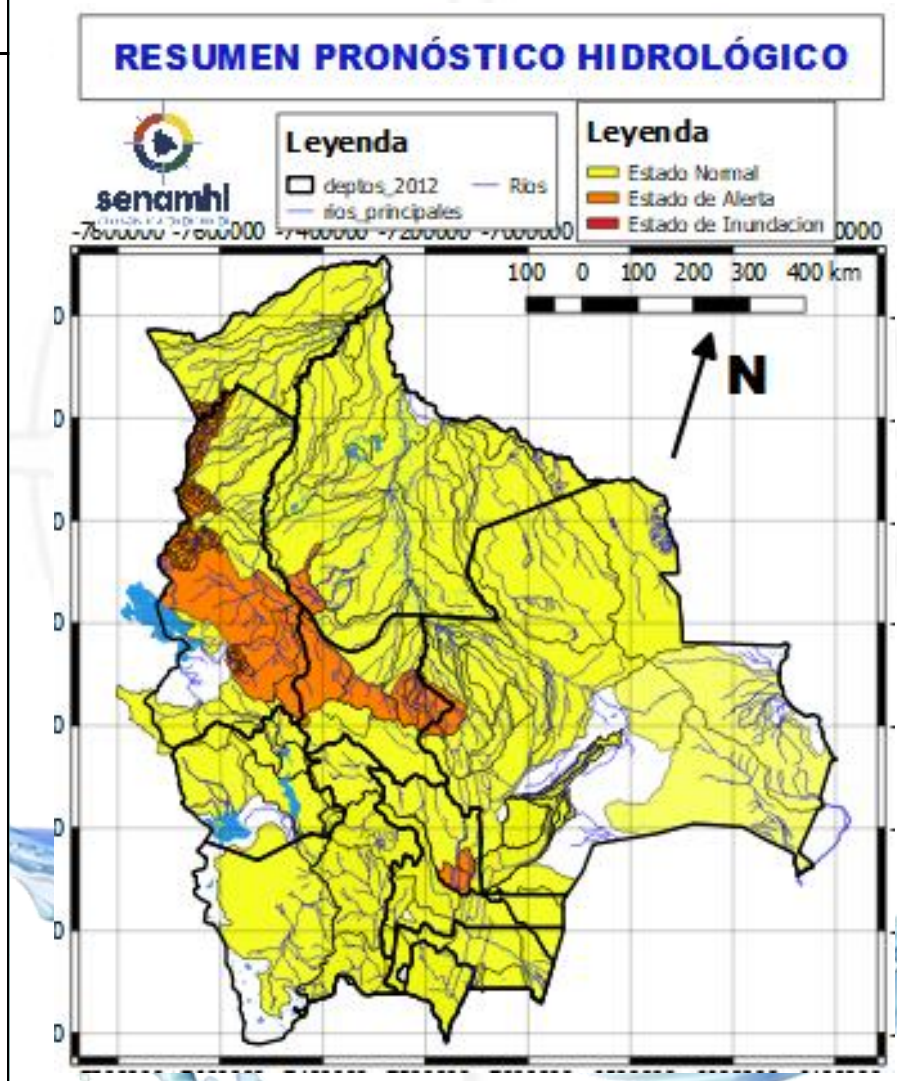 RESUMEN PRONÓSTICO HIDROLÓGICO
senamhi
Leyenda
deptos_2012
Rios
rios_principales
Leyenda
Estado Normal
Estado de Alerta
Estado de Inundacion
-7600000 -7400000 -7200000 -7000000
100 0 100 200 300 400 km
N